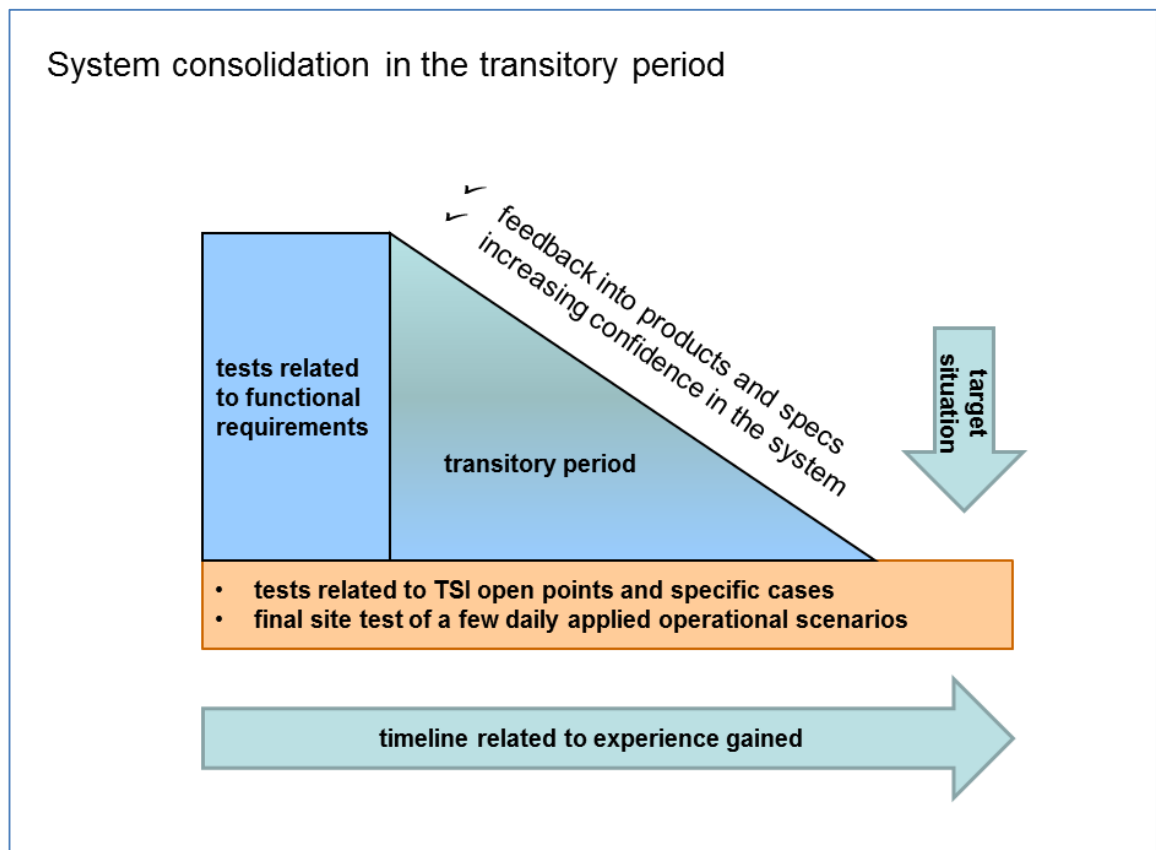 System consolidation in the transitory period
✓ feedback into products and specs
✓ increasing confidence in the system
target
situation
tests related
to functional
requirements
transitory period
• tests related to TSI open points and specific cases
• final site test of a few daily applied operational scenarios
timeline related to experience gained